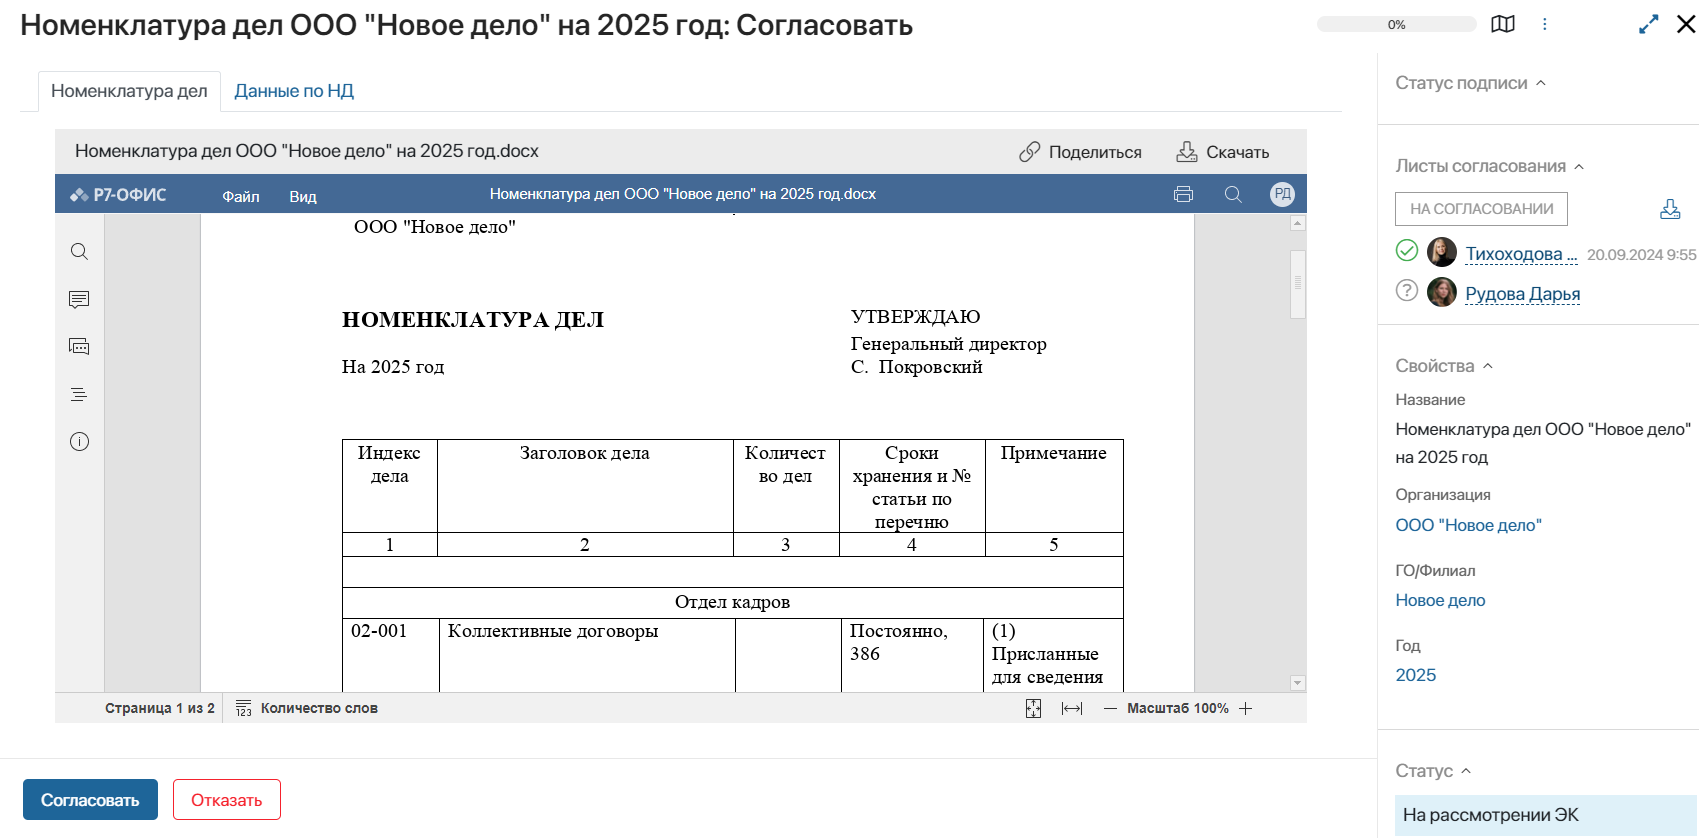 Номенклатура дел ООО "Новое дело" на 2025 год: Согласовать
0%
Номенклатура дел
Данные по НД
Номенклатура дел ООО "Новое дело" на 2025 год.docx
Поделиться
Скачать
Р7-ОФИС
Файл
Вид
Номенклатура дел ООО "Новое дело" на 2025 год.docx
РД
ООО "Новое дело"
НОМЕНКЛАТУРА ДЕЛ
На 2025 год
УТВЕРЖДАЮ
Генеральный директор
С. Покровский
Индекс
дела
Заголовок дела
Количест
во дел
Сроки
хранения и №
статьи по
перечню
Примечание
1
2
3
4
5
Отдел кадров
02-001
Коллективные договоры
Постоянно,
386
(1)
Присланные
для сведения
Страница 1 из 2
123
Количество слов
Масштаб 100%
Согласовать
Отказать
Статус подписи
Листы согласования
НА СОГЛАСОВАНИИ
Тихоходова ...
20.09.2024 9:55
Рудова Дарья
Свойства
Название
Номенклатура дел ООО "Новое дело"
на 2025 год
Организация
ООО "Новое дело"
ГО/Филиал
Новое дело
Год
2025
Статус
На рассмотрении ЭК